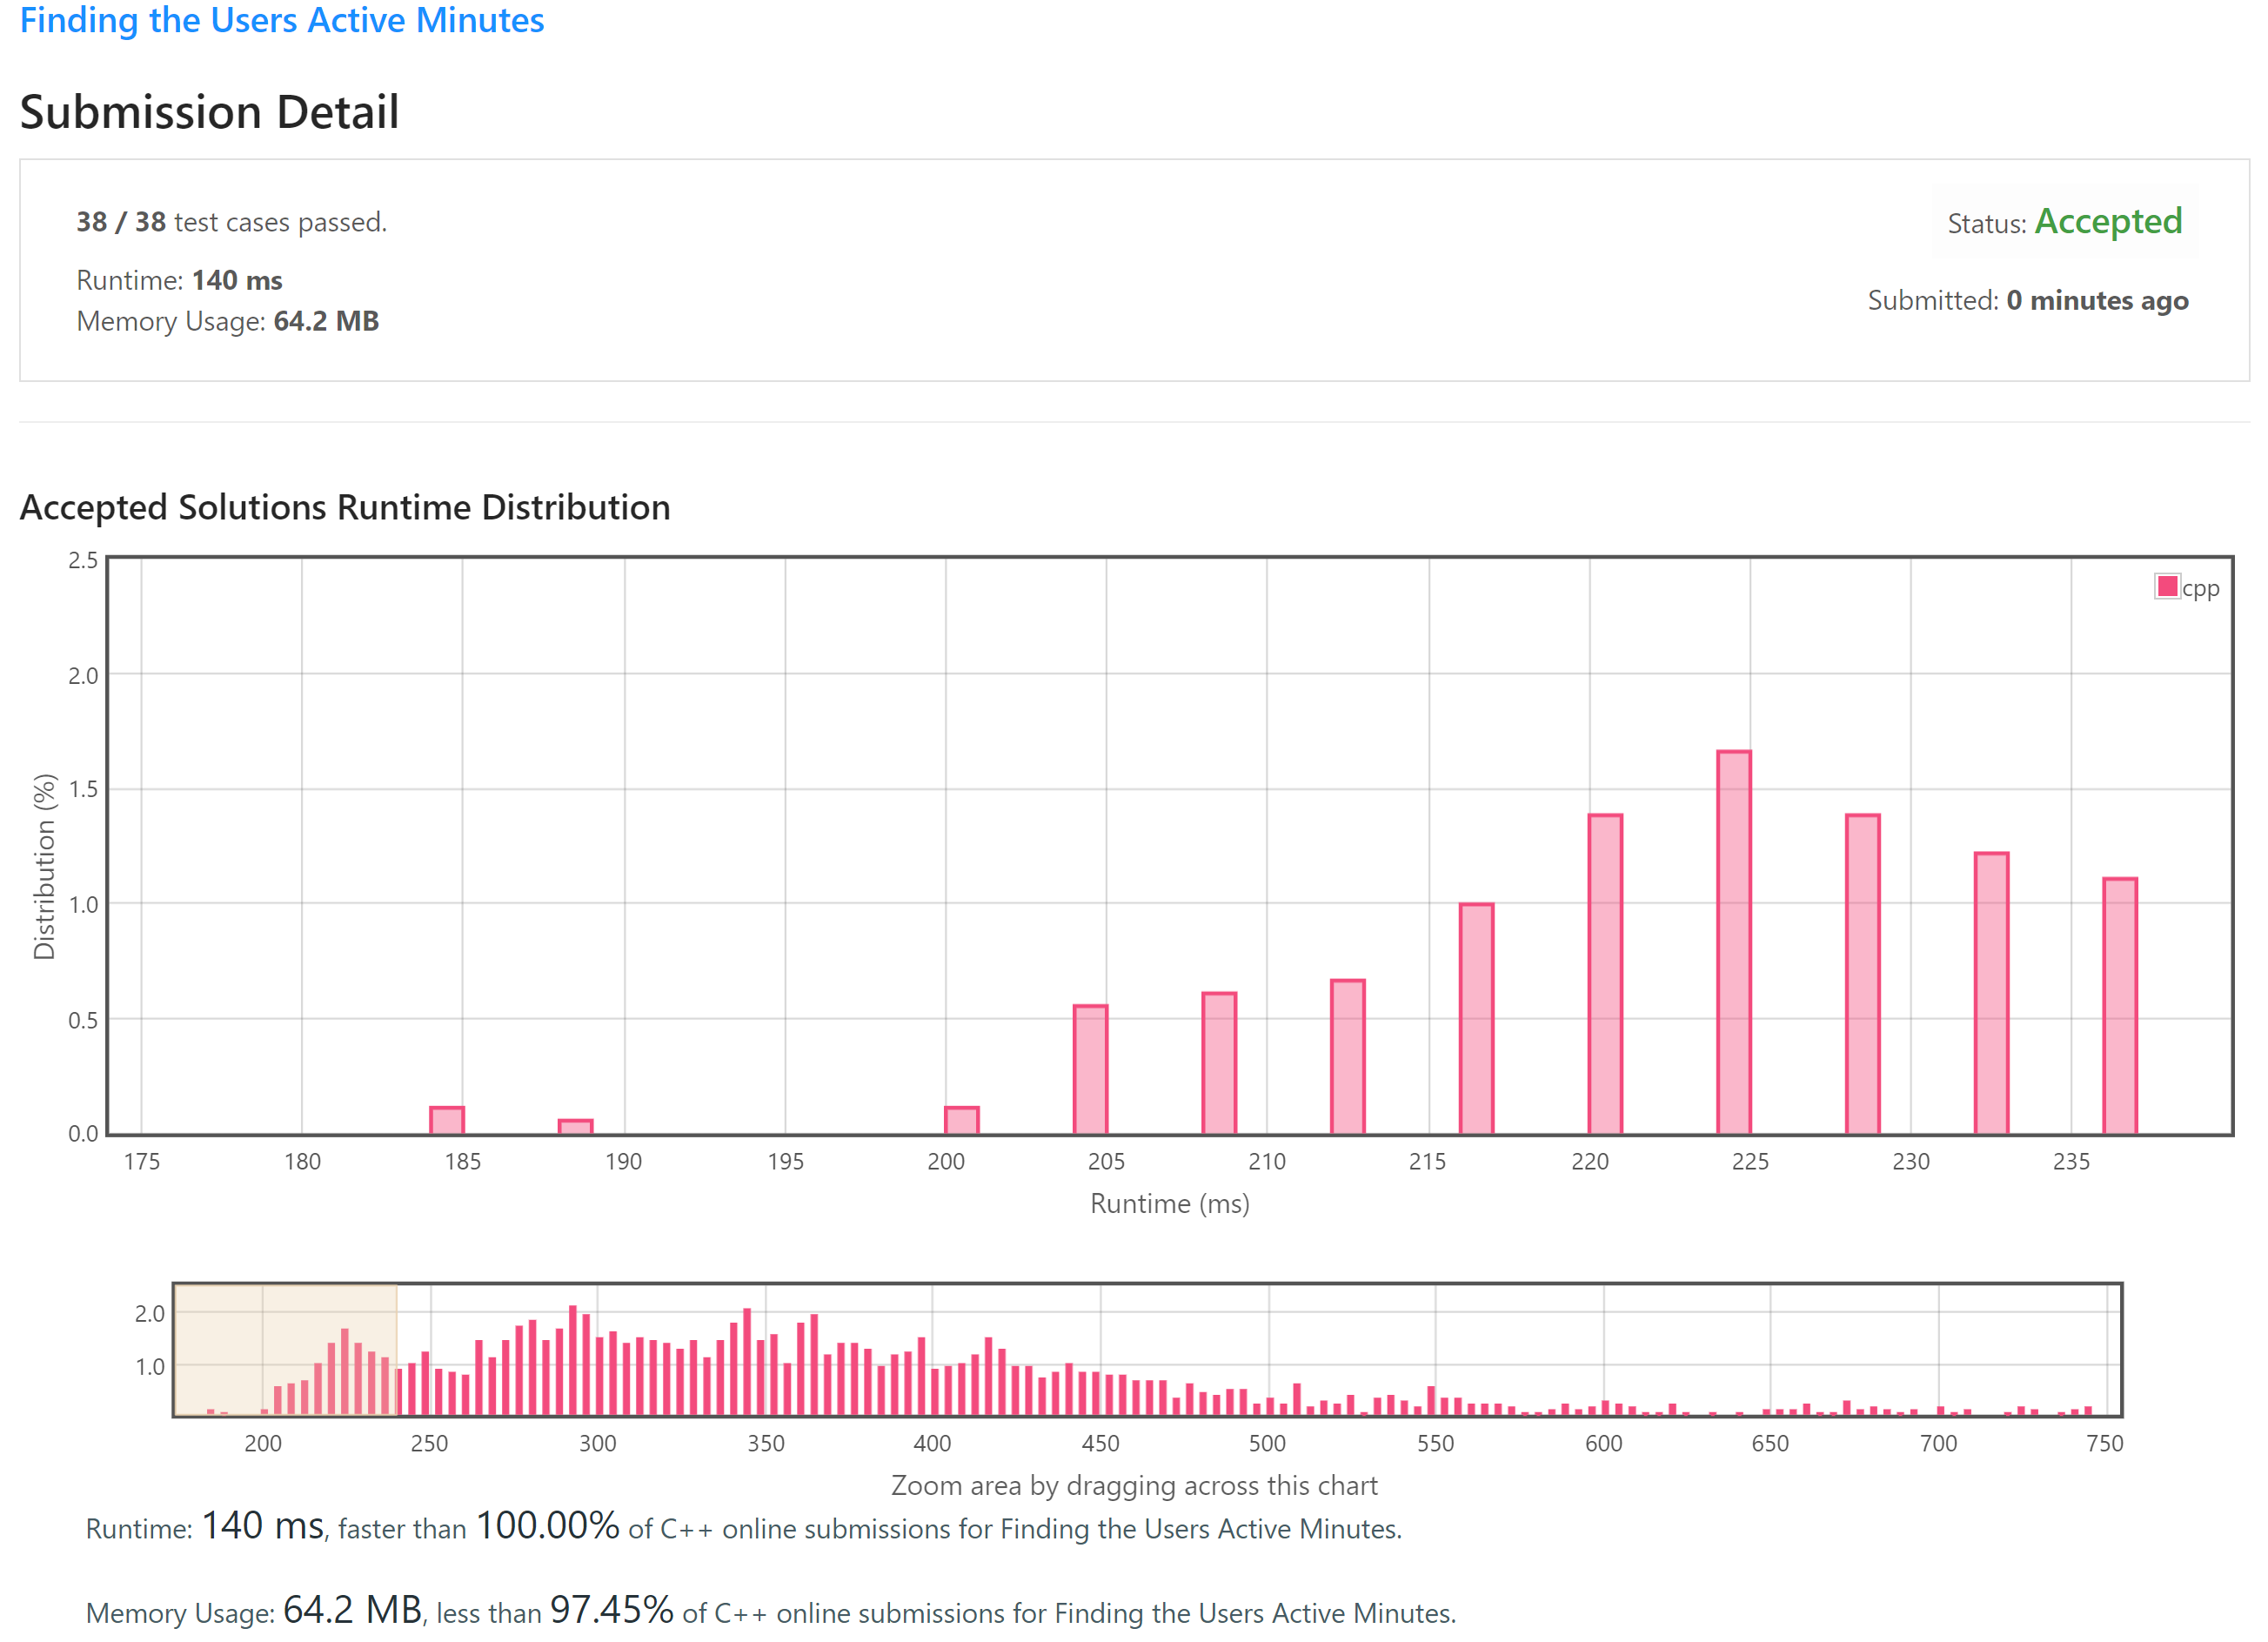 Finding the Users Active Minutes
Submission Detail
38 / 38 test cases passed.
Status: Accepted
Runtime: 140 ms
Memory Usage: 64.2 MB
Submitted: 0 minutes ago
Accepted Solutions Runtime Distribution
2.5
2.0
1.5
1.0
0.5
0.0
Distribution (%)
cpp
175 180 185 190 195 200 205 210 215 220 225 230 235
Runtime (ms)
2.0
1.0
200 250 300 350 400 450 500 550 600 650 700 750
Zoom area by dragging across this chart
Runtime: 140 ms, faster than 100.00% of C++ online submissions for Finding the Users Active Minutes.
Memory Usage: 64.2 MB, less than 97.45% of C++ online submissions for Finding the Users Active Minutes.